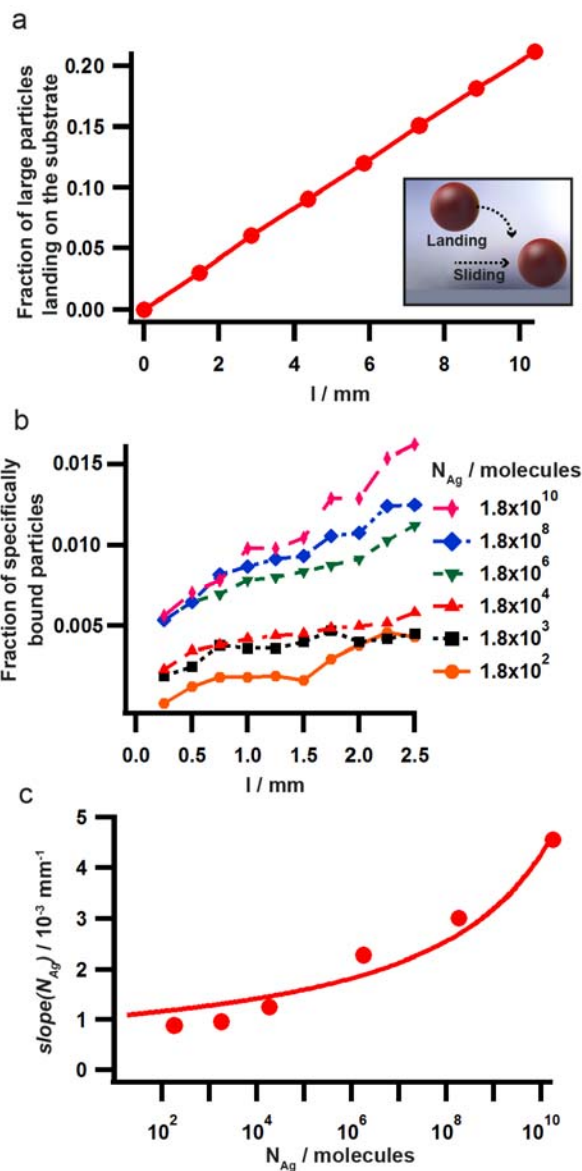 a
Fraction of large particles
landing on the substrate
0.20
0.15
0.10
0.05
0.00
Landing
Sliding
0 2 4 6 8 10
l / mm
b
Fraction of specifically
bound particles
0.015
0.010
0.005
N_Ag / molecules
1.8x10^10
1.8x10^8
1.8x10^6
1.8x10^4
1.8x10^3
1.8x10^2
0.0 0.5 1.0 1.5 2.0 2.5
l / mm
c
slope(N_Ag) / 10^-3 mm^-1
5
4
3
2
1
0
10^2 10^4 10^6 10^8 10^10
N_Ag / molecules